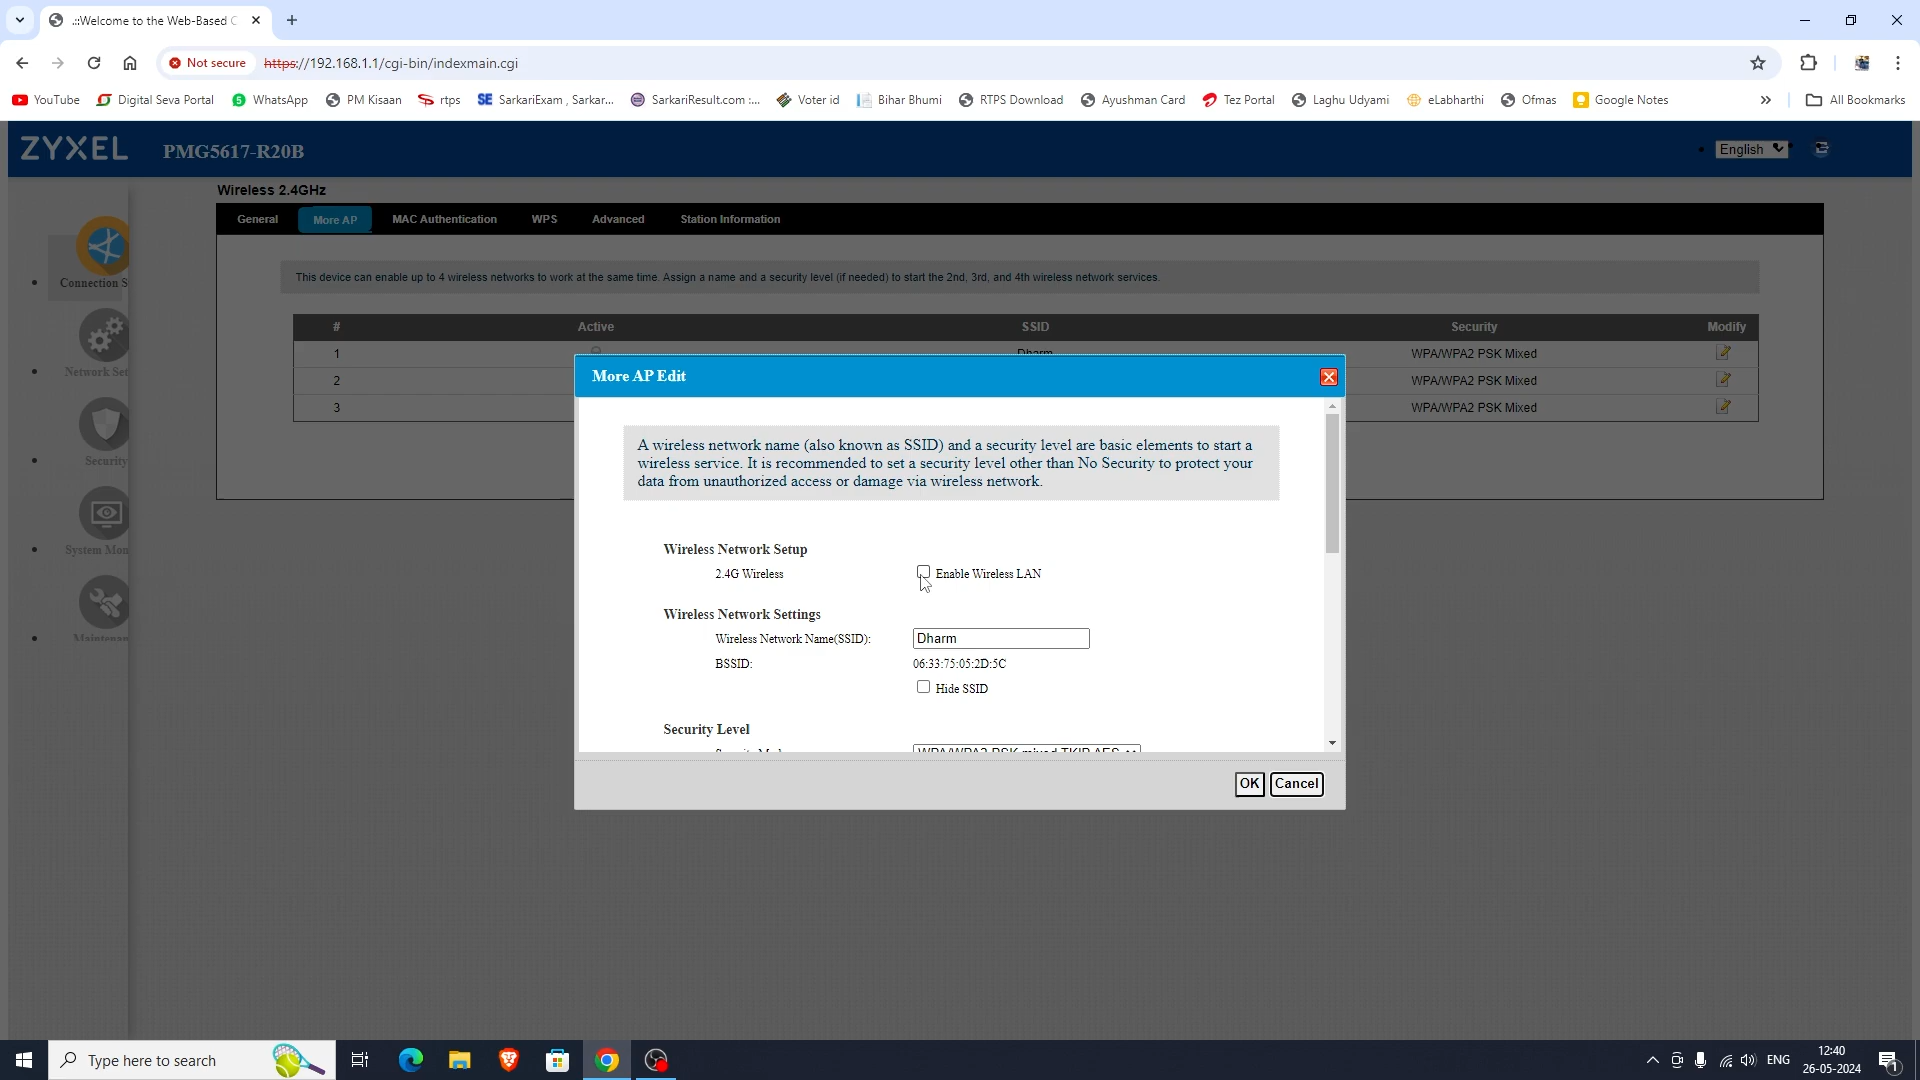 .::Welcome to the Web-Based C
Not secure
https://192.168.1.1/cgi-bin/indexmain.cgi
YouTube
Digital Seva Portal
WhatsApp
PM Kisaan
rtps
SE SarkariExam , Sarkar...
SarkariResult.com :...
Voter id
Bihar Bhumi
RTPS Download
Ayushman Card
Tez Portal
Laghu Udyami
eLabharthi
Ofmas
Google Notes
»
All Bookmarks
ZYXEL
PMG5617-R20B
English
Wireless 2.4GHz
General
More AP
MAC Authentication
WPS
Advanced
Station Information
Connection S
Network Set
Security
System Mon
Maintenan
This device can enable up to 4 wireless networks to work at the same time. Assign a name and a security level (if needed) to start the 2nd, 3rd, and 4th wireless network services.
# Active SSID Security Modify
1 Dharm WPA/WPA2 PSK Mixed
2 WPA/WPA2 PSK Mixed
3 WPA/WPA2 PSK Mixed
More AP Edit
A wireless network name (also known as SSID) and a security level are basic elements to start a
wireless service. It is recommended to set a security level other than No Security to protect your
data from unauthorized access or damage via wireless network.
Wireless Network Setup
2.4G Wireless Enable Wireless LAN
Wireless Network Settings
Wireless Network Name(SSID): Dharm
BSSID: 06:33:75:05:2D:5C
Hide SSID
Security Level
WPA/WPA2 PSK mixed TKIP AES
OK Cancel
Type here to search
ENG
12:40
26-05-2024
1